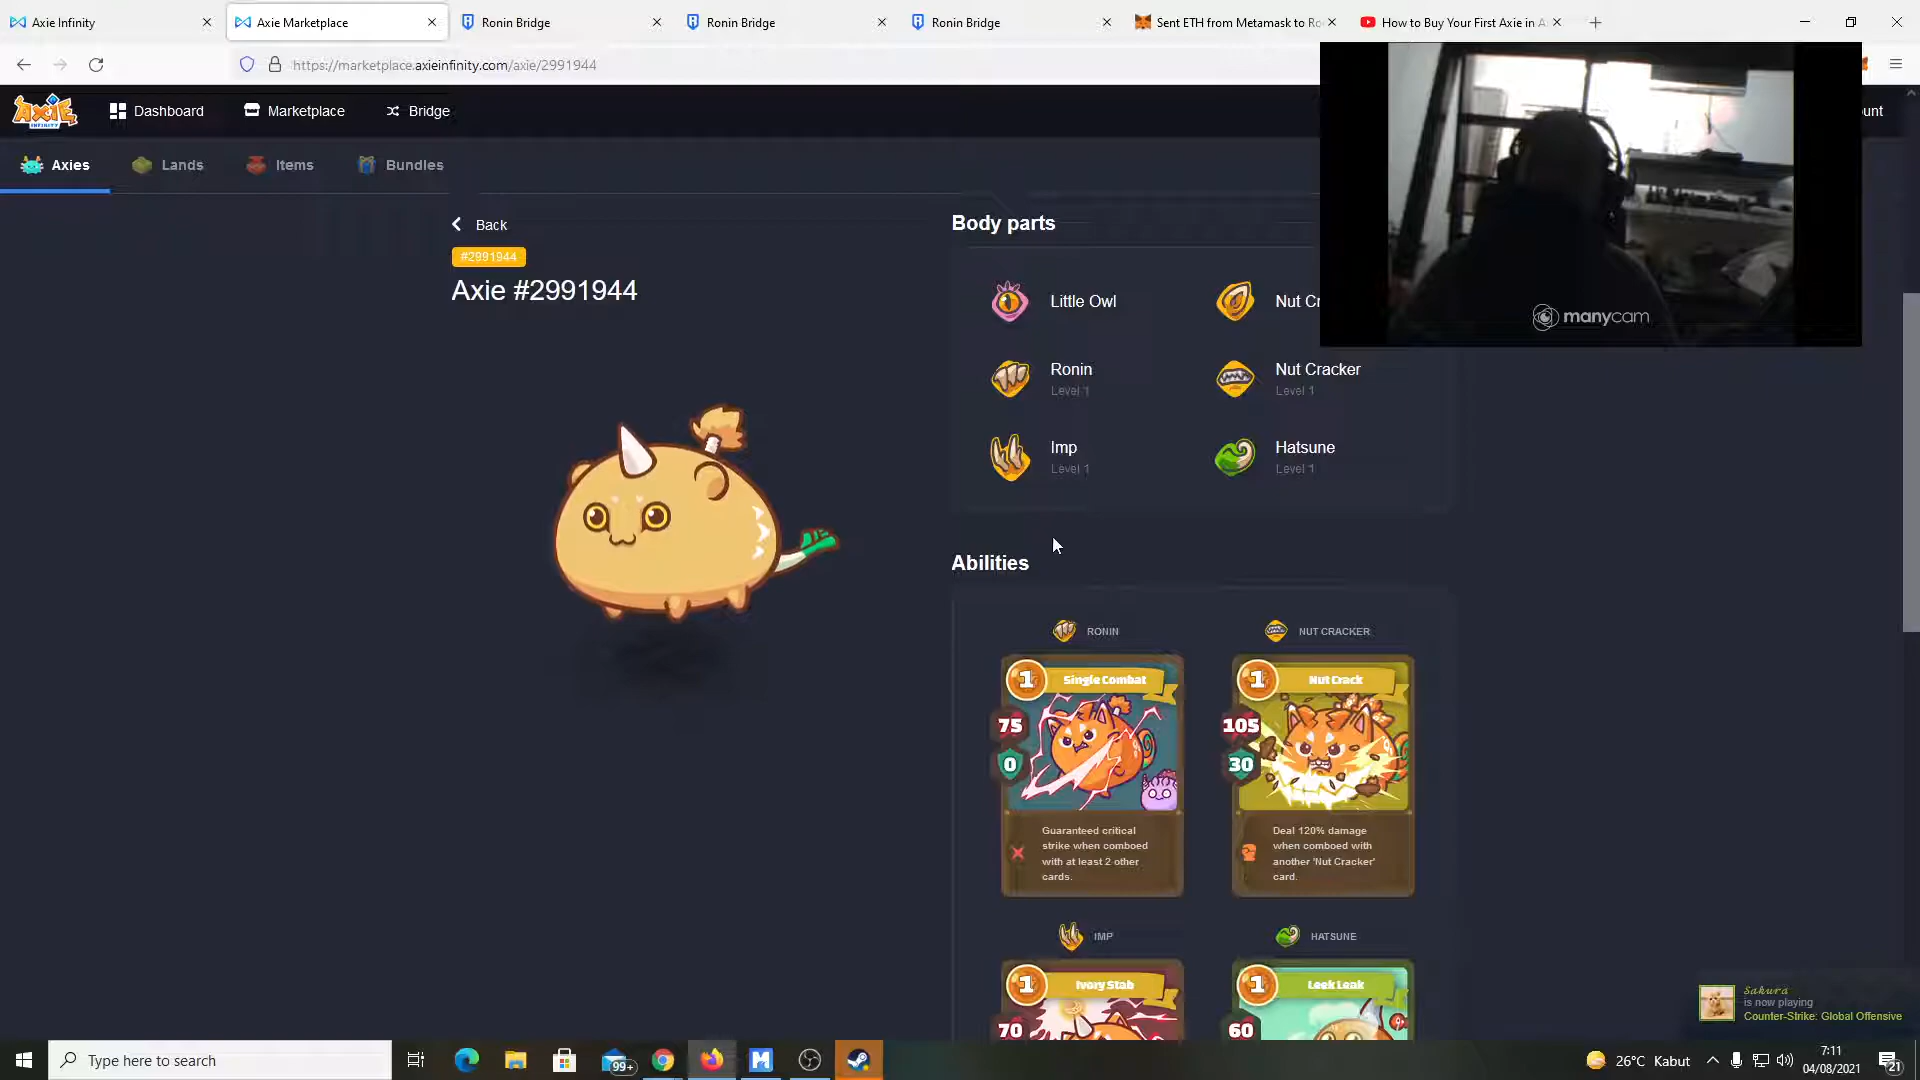 Axie Infinity
Axie Marketplace
Ronin Bridge
Ronin Bridge
Ronin Bridge
Sent ETH from Metamask to Ro
How to Buy Your First Axie in A
https://marketplace.axieinfinity.com/axie/2991944
AXIE
INFINITY
Dashboard
Marketplace
Bridge
unt
Axies
Lands
Items
Bundles
manycam
Back
#2991944
Axie #2991944
Body parts
Little Owl
Nut Cr
Ronin
Level 1
Nut Cracker
Level 1
Imp
Level 1
Hatsune
Level 1
Abilities
RONIN
1
Single Combat
75
0
Guaranteed critical
strike when comboed
with at least 2 other
cards.
NUT CRACKER
1
Nut Crack
105
30
Deal 120% damage
when comboed with
another 'Nut Cracker'
card.
IMP
1
Ivory Stab
70
HATSUNE
1
Leek Leak
60
Sakura
is now playing
Counter-Strike: Global Offensive
Type here to search
99+
26°C Kabut
7:11
04/08/2021
21